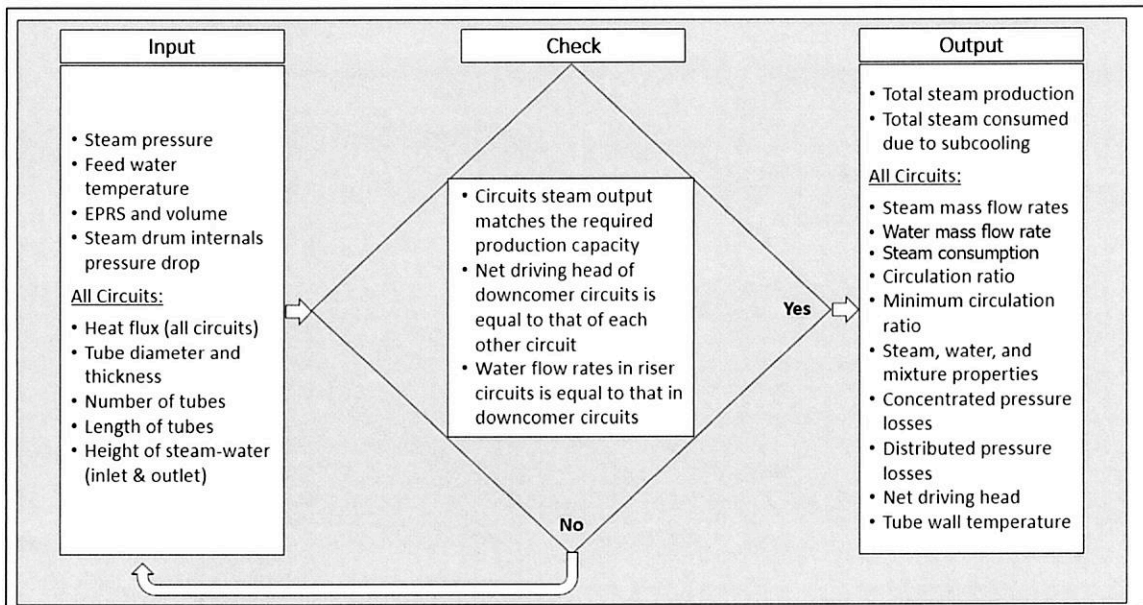 Input
• Steam pressure
• Feed water
temperature
• EPRS and volume
• Steam drum internals
pressure drop
All Circuits:
• Heat flux (all circuits)
• Tube diameter and
thickness
• Number of tubes
• Length of tubes
• Height of steam-water
(inlet & outlet)
Check
• Circuits steam output
matches the required
production capacity
• Net driving head of
downcomer circuits is
equal to that of each
other circuit
• Water flow rates in riser
circuits is equal to that in
downcomer circuits
Yes
No
Output
• Total steam production
• Total steam consumed
due to subcooling
All Circuits:
• Steam mass flow rates
• Water mass flow rate
• Steam consumption
• Circulation ratio
• Minimum circulation
ratio
• Steam, water, and
mixture properties
• Concentrated pressure
losses
• Distributed pressure
losses
• Net driving head
• Tube wall temperature